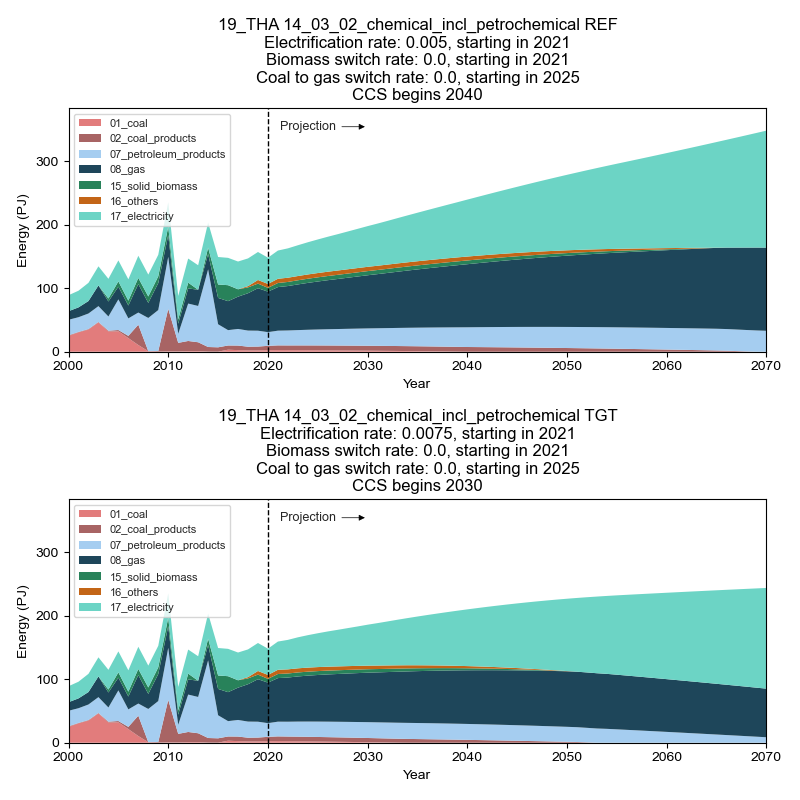 19_THA 14_03_02_chemical_incl_petrochemical REF
Electrification rate: 0.005, starting in 2021
Biomass switch rate: 0.0, starting in 2021
Coal to gas switch rate: 0.0, starting in 2025
CCS begins 2040
01_coal
02_coal_products
07_petroleum_products
08_gas
15_solid_biomass
16_others
17_electricity
Projection
Energy (PJ)
300
200
100
0
2000 2010 2020 2030 2040 2050 2060 2070
Year
19_THA 14_03_02_chemical_incl_petrochemical TGT
Electrification rate: 0.0075, starting in 2021
Biomass switch rate: 0.0, starting in 2021
Coal to gas switch rate: 0.0, starting in 2025
CCS begins 2030
01_coal
02_coal_products
07_petroleum_products
08_gas
15_solid_biomass
16_others
17_electricity
Projection
Energy (PJ)
300
200
100
0
2000 2010 2020 2030 2040 2050 2060 2070
Year